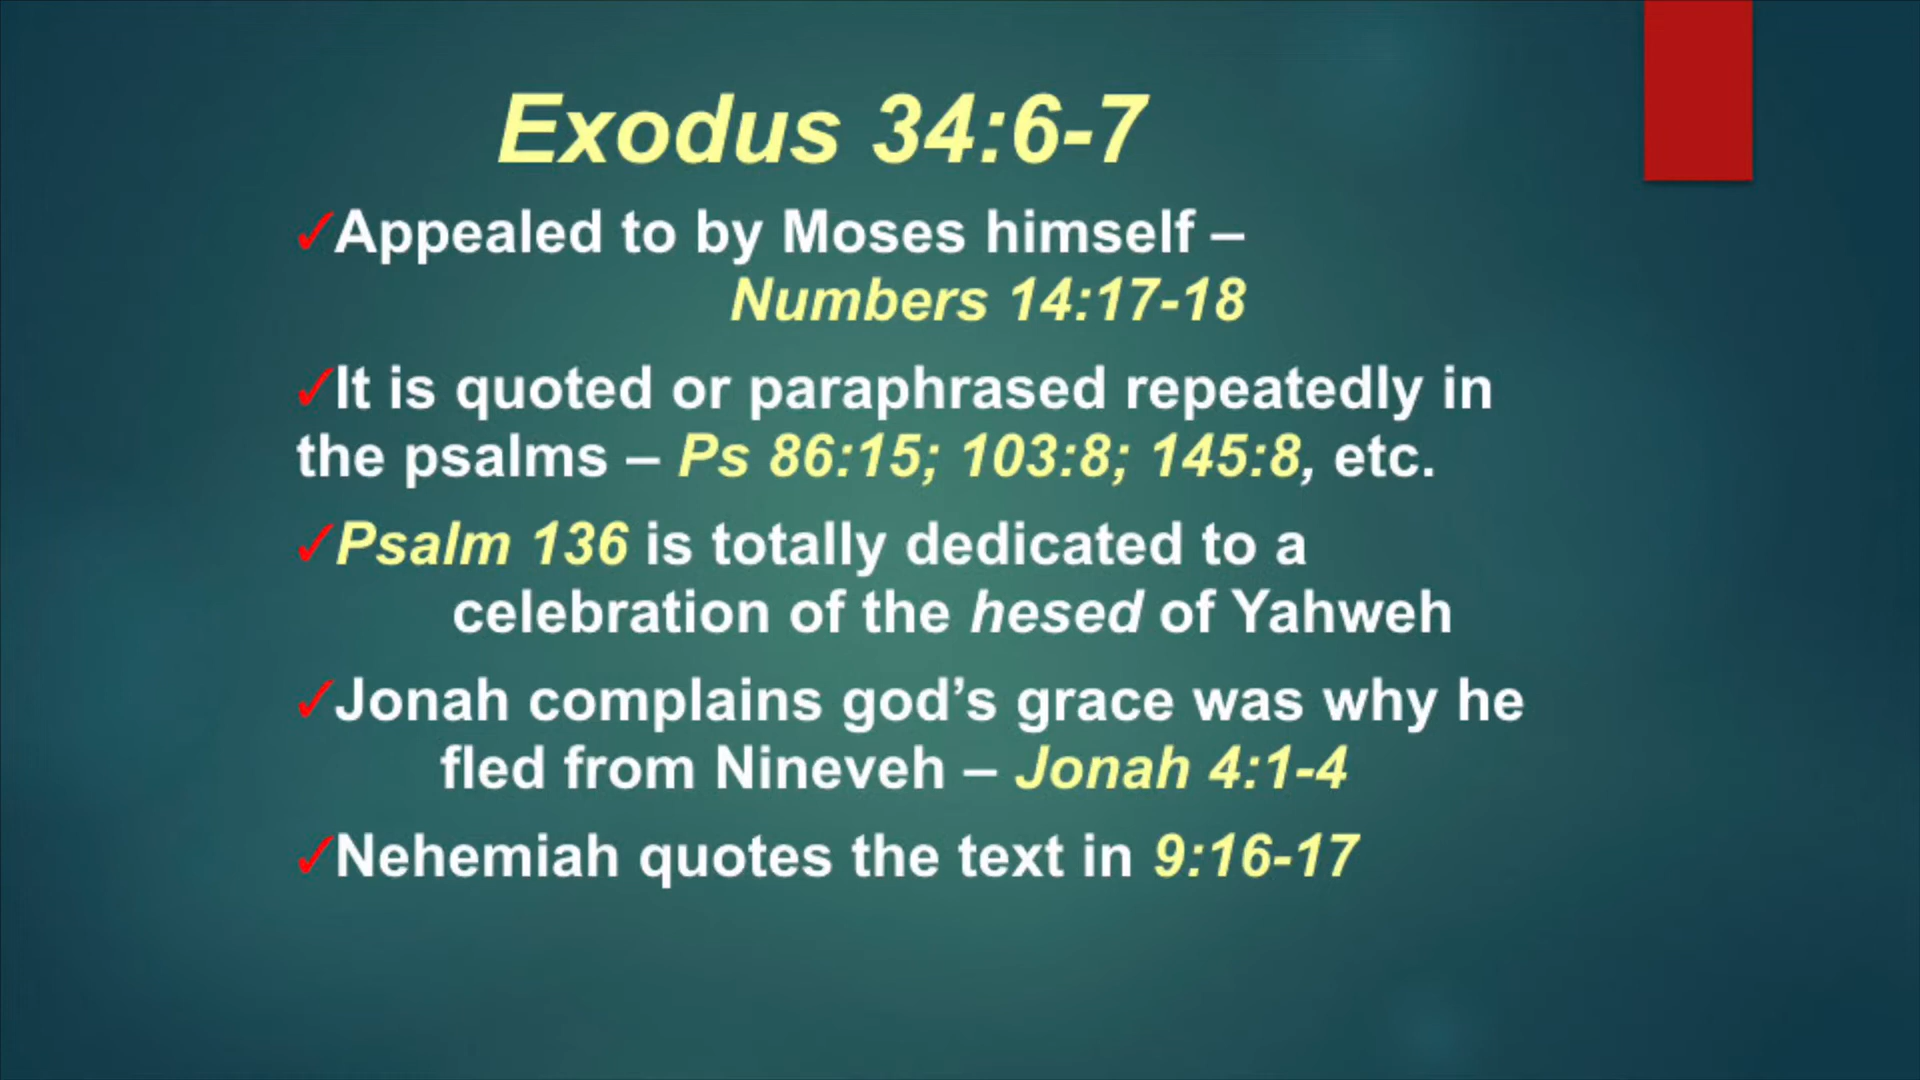 Exodus 34:6-7
✓Appealed to by Moses himself –
Numbers 14:17-18
✓It is quoted or paraphrased repeatedly in
the psalms – Ps 86:15; 103:8; 145:8, etc.
✓Psalm 136 is totally dedicated to a
celebration of the hesed of Yahweh
✓Jonah complains god’s grace was why he
fled from Nineveh – Jonah 4:1-4
✓Nehemiah quotes the text in 9:16-17